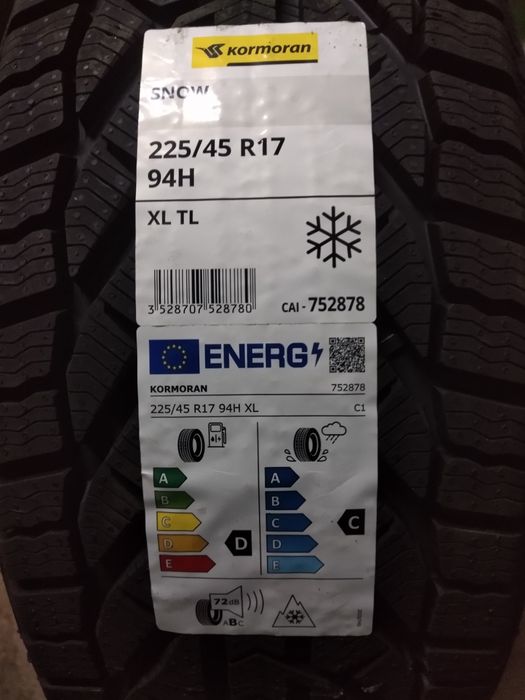 kormoran
SNOW
225/45 R17
94H
XL TL
3 528707 528780
CAI - 752878
ENERG
KORMORAN 752878
225/45 R17 94H XL C1
A A
B B
C C C
D D D
E E
72dB
ABC